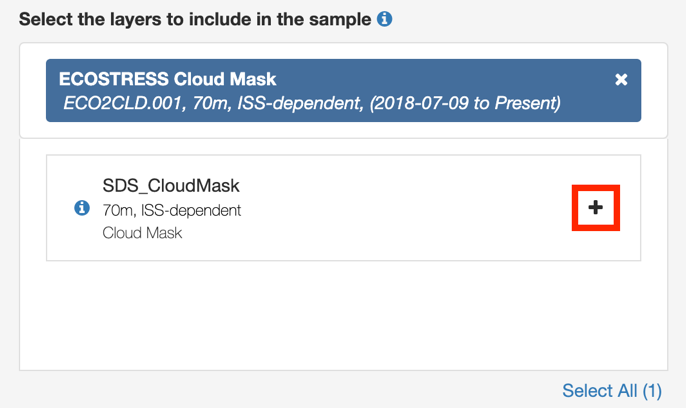 Select the layers to include in the sample
ECOSTRESS Cloud Mask
ECO2CLD.001, 70m, ISS-dependent, (2018-07-09 to Present)
SDS_CloudMask
70m, ISS-dependent
Cloud Mask
Select All (1)